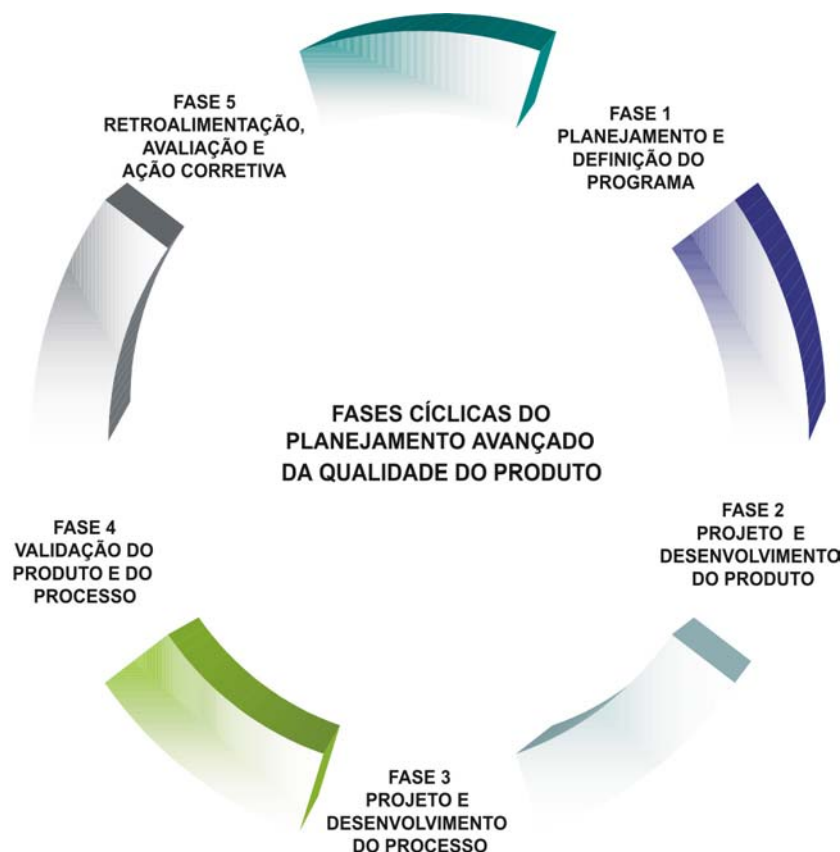 FASE 5
RETROALIMENTAÇÃO,
AVALIAÇÃO E
AÇÃO CORRETIVA
FASE 1
PLANEJAMENTO E
DEFINIÇÃO DO
PROGRAMA
FASES CÍCLICAS DO
PLANEJAMENTO AVANÇADO
DA QUALIDADE DO PRODUTO
FASE 4
VALIDAÇÃO DO
PRODUTO E DO
PROCESSO
FASE 2
PROJETO E
DESENVOLVIMENTO
DO PRODUTO
FASE 3
PROJETO E
DESENVOLVIMENTO
DO PROCESSO